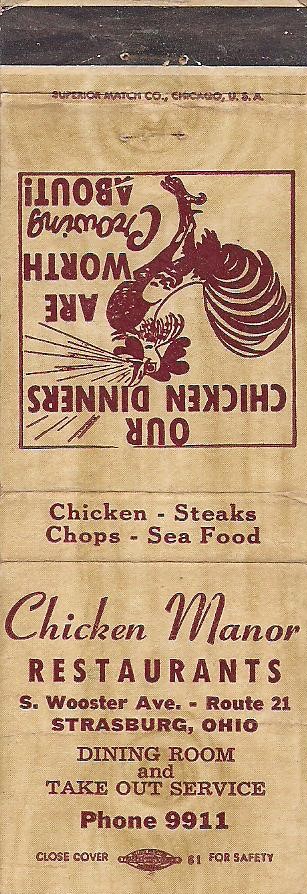 SUPERIOR MATCH CO., CHICAGO, U.S.A.
OUR
CHICKEN DINNERS
ARE
WORTH
Crowing
ABOUT!
Chicken - Steaks
Chops - Sea Food
Chicken Manor
RESTAURANTS
S. Wooster Ave. - Route 21
STRASBURG, OHIO
DINING ROOM
and
TAKE OUT SERVICE
Phone 9911
CLOSE COVER 61 FOR SAFETY